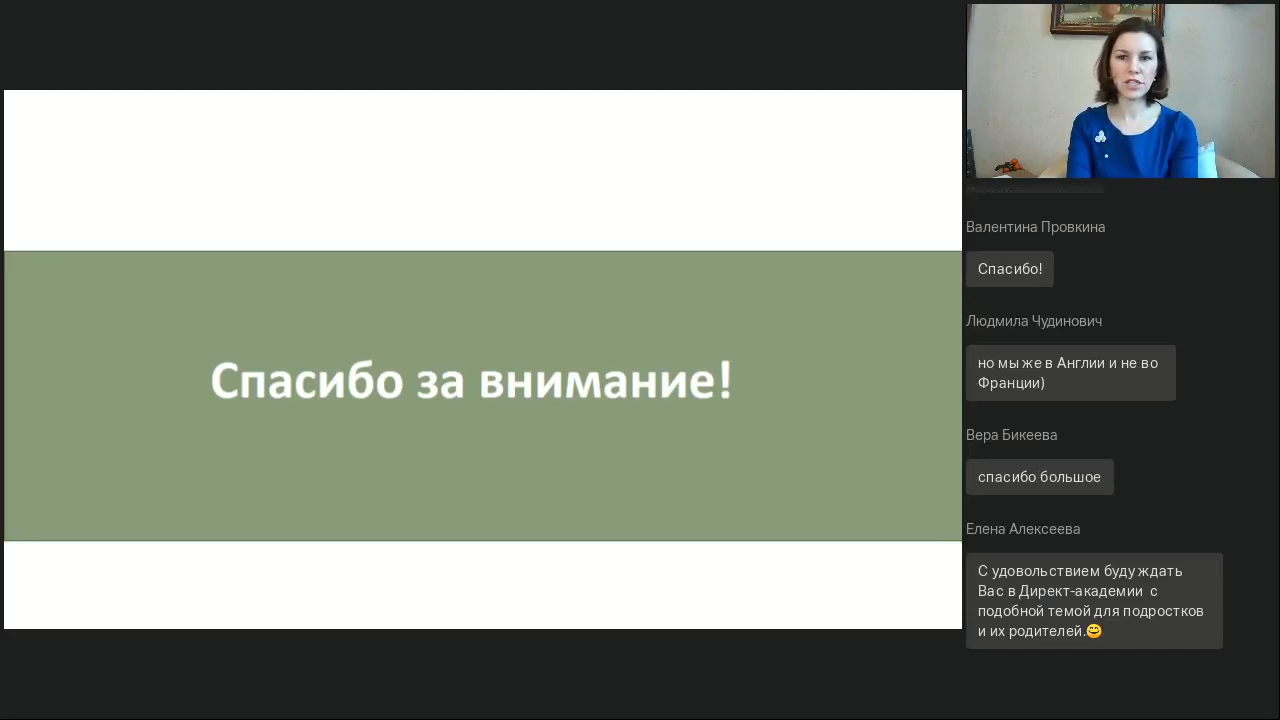 Спасибо за внимание!
Валентина Провкина
Спасибо!
Людмила Чудинович
но мы же в Англии и не во
Франции)
Вера Бикеева
спасибо большое
Елена Алексеева
С удовольствием буду ждать
Вас в Директ-академии с
подобной темой для подростков
и их родителей.😊